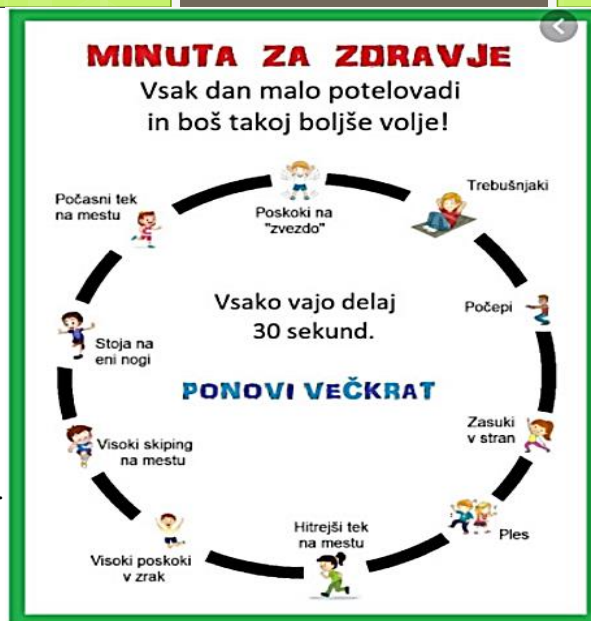 MINUTA ZA ZDRAVJE
Vsak dan malo potelovadi
in boš takoj boljše volje!
Poskoki na
"zvezdo"
Trebušnjaki
Počepi
Zasuki
v stran
Ples
Hitrejši tek
na mestu
Visoki poskoki
v zrak
Visoki skiping
na mestu
Stoja na
eni nogi
Počasni tek
na mestu
Vsako vajo delaj
30 sekund.
PONOVI VEČKRAT